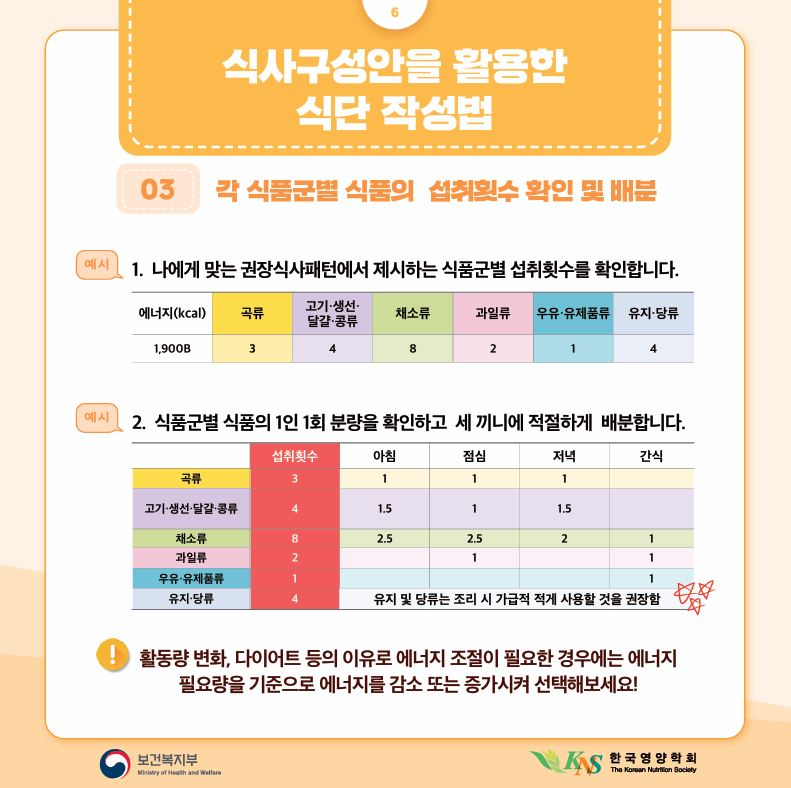 6
식사구성안을 활용한
식단 작성법
03 각 식품군별 식품의 섭취횟수 확인 및 배분
예시
1. 나에게 맞는 권장식사패턴에서 제시하는 식품군별 섭취횟수를 확인합니다.
에너지(kcal) 곡류 고기·생선· 달걀·콩류 채소류 과일류 우유·유제품류 유지·당류
1,900B 3 4 8 2 1 4
예시
2. 식품군별 식품의 1인 1회 분량을 확인하고 세 끼니에 적절하게 배분합니다.
섭취횟수 아침 점심 저녁 간식
곡류 3 1 1 1
고기·생선·달걀·콩류 4 1.5 1 1.5
채소류 8 2.5 2.5 2 1
과일류 2 1 1
우유·유제품류 1 1
유지·당류 4 유지 및 당류는 조리 시 가급적 적게 사용할 것을 권장함
! 활동량 변화, 다이어트 등의 이유로 에너지 조절이 필요한 경우에는 에너지
필요량을 기준으로 에너지를 감소 또는 증가시켜 선택해보세요!
보건복지부
Ministry of Health and Welfare
KNS 한국영양학회
The Korean Nutrition Society